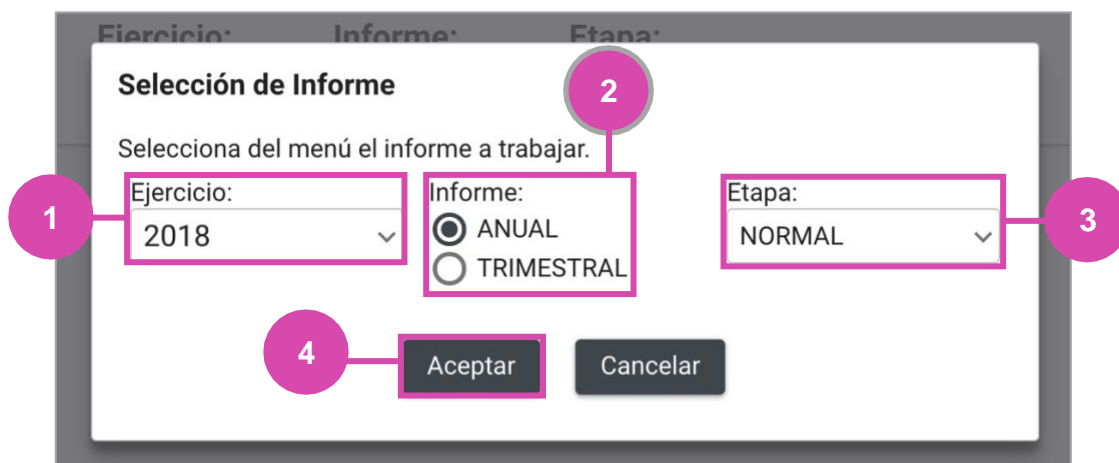 Ejercicio: Informe: Etapa:
Selección de Informe
2
Selecciona del menú el informe a trabajar.
1
Ejercicio:
2018
Informe:
ANUAL
TRIMESTRAL
Etapa:
NORMAL
3
4
Aceptar
Cancelar